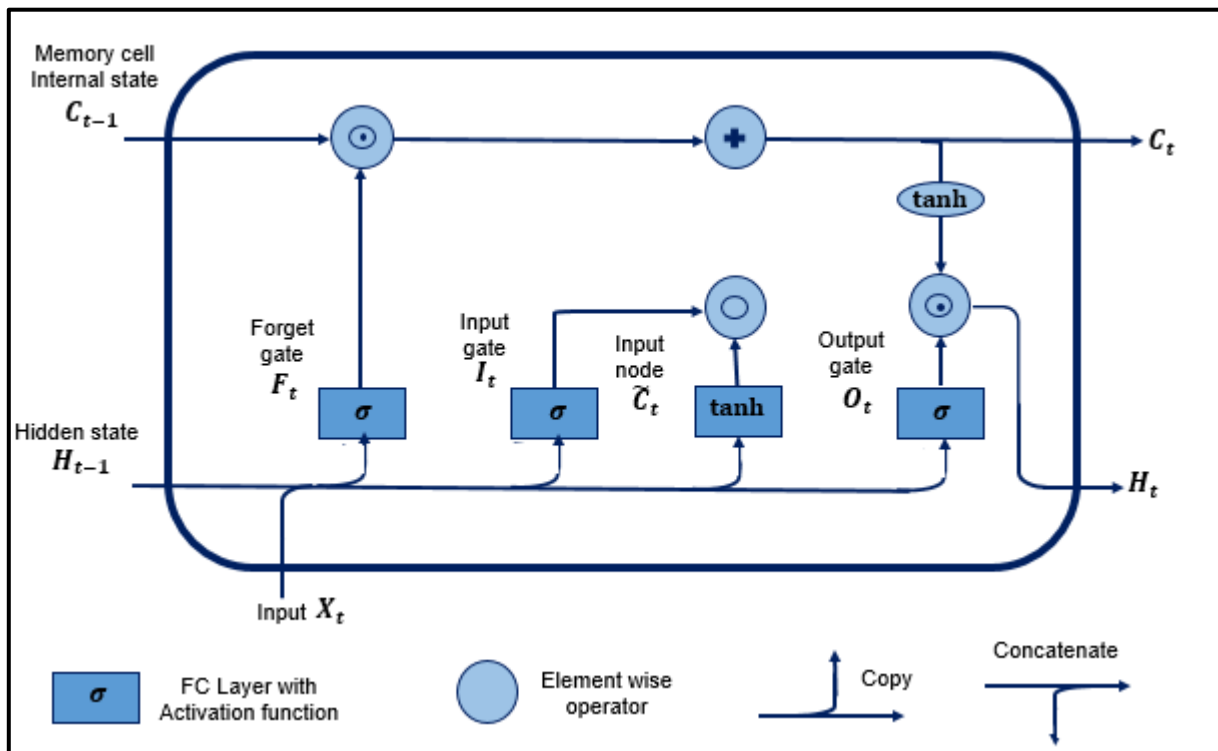 Memory cell
Internal state
C_{t-1}
C_t
tanh
Forget
gate
F_t
Input
gate
I_t
Input
node
C̃_t
Output
gate
O_t
σ
σ
tanh
σ
Hidden state
H_{t-1}
H_t
Input X_t
σ
FC Layer with
Activation function
Element wise
operator
Copy
Concatenate